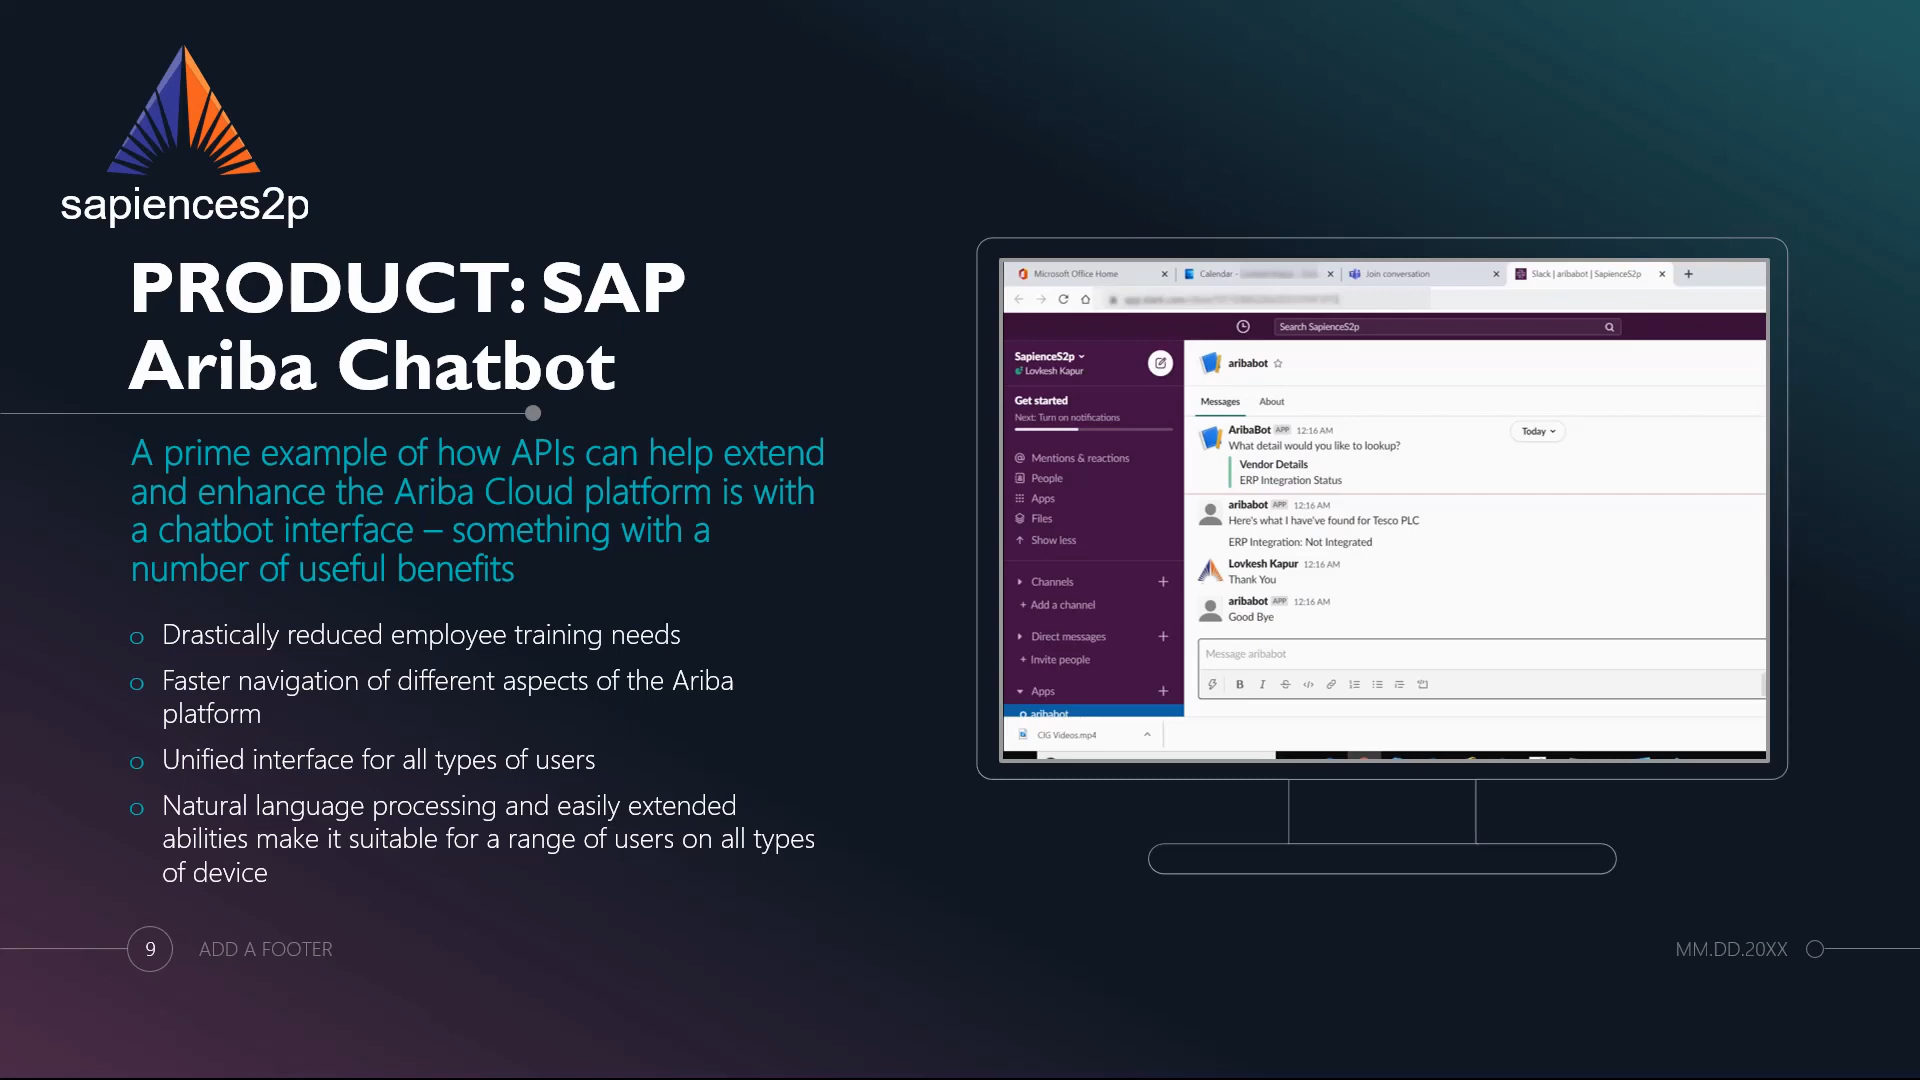 sapiences2p
PRODUCT: SAP
Ariba Chatbot
A prime example of how APIs can help extend
and enhance the Ariba Cloud platform is with
a chatbot interface – something with a
number of useful benefits
o Drastically reduced employee training needs
o Faster navigation of different aspects of the Ariba
platform
o Unified interface for all types of users
o Natural language processing and easily extended
abilities make it suitable for a range of users on all types
of device
Microsoft Office Home
Calendar -
Join conversation
Slack | aribabot | SapienceS2p
Search SapienceS2p
SapienceS2p
Lovkesh Kapur
Get started
Next: Turn on notifications
Mentions & reactions
People
Apps
Files
Show less
Channels
+ Add a channel
Direct messages
+ Invite people
Apps
aribabot
aribabot
Messages About
Today
AribaBot APP 12:16 AM
What detail would you like to lookup?
Vendor Details
ERP Integration Status
aribabot APP 12:16 AM
Here's what I have've found for Tesco PLC
ERP Integration: Not Integrated
Lovkesh Kapur 12:16 AM
Thank You
aribabot APP 12:16 AM
Good Bye
Message aribabot
B I S </>
CIG Videos.mp4
9 ADD A FOOTER
MM.DD.20XX